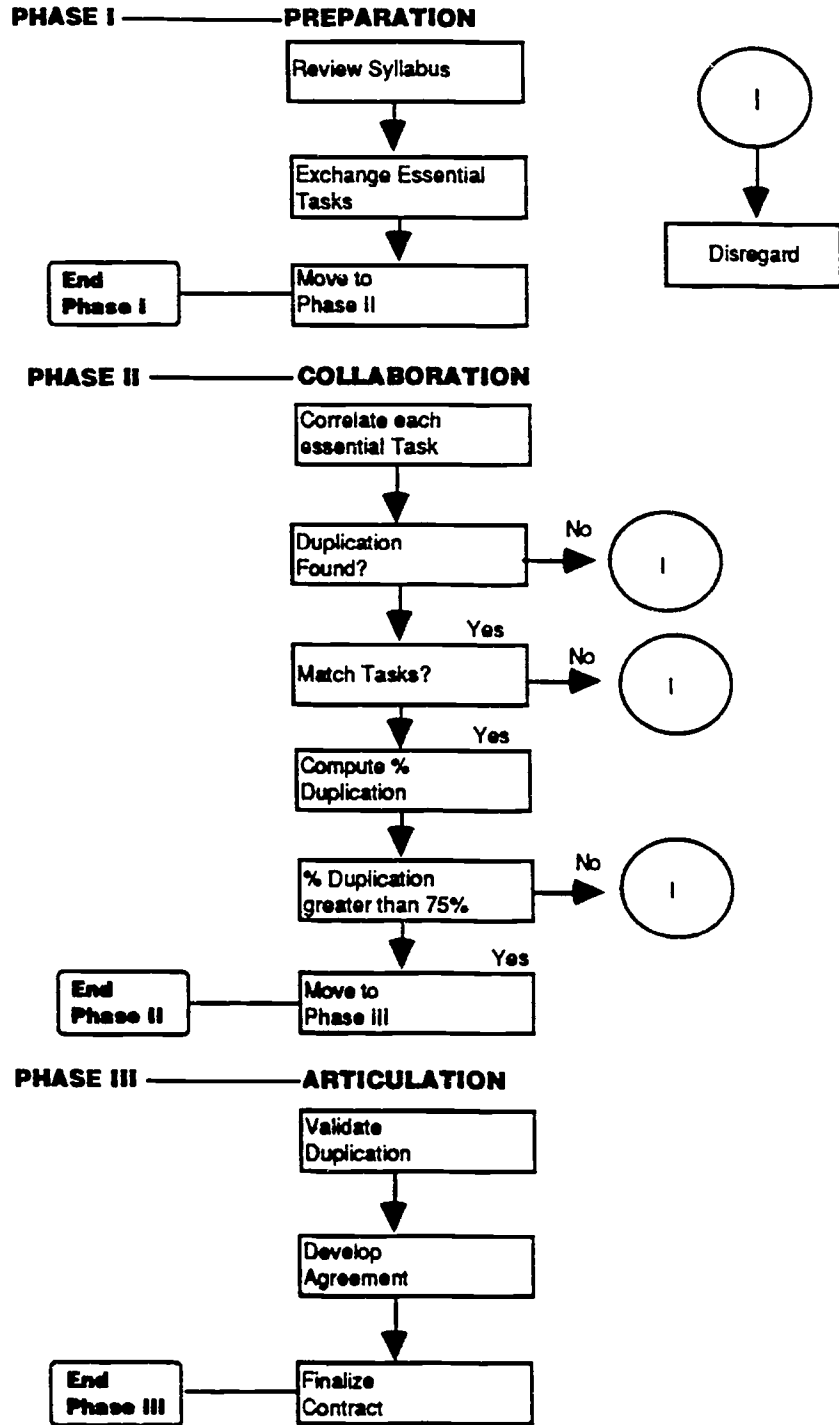 PHASE I PREPARATION
Review Syllabus
I
Exchange Essential
Tasks
Disregard
End
Phase I
Move to
Phase II
PHASE II COLLABORATION
Correlate each
essential Task
Duplication
Found?
No
I
Yes
Match Tasks?
No
I
Yes
Compute %
Duplication
% Duplication
greater than 75%
No
I
Yes
End
Phase II
Move to
Phase III
PHASE III ARTICULATION
Validate
Duplication
Develop
Agreement
End
Phase III
Finalize
Contract